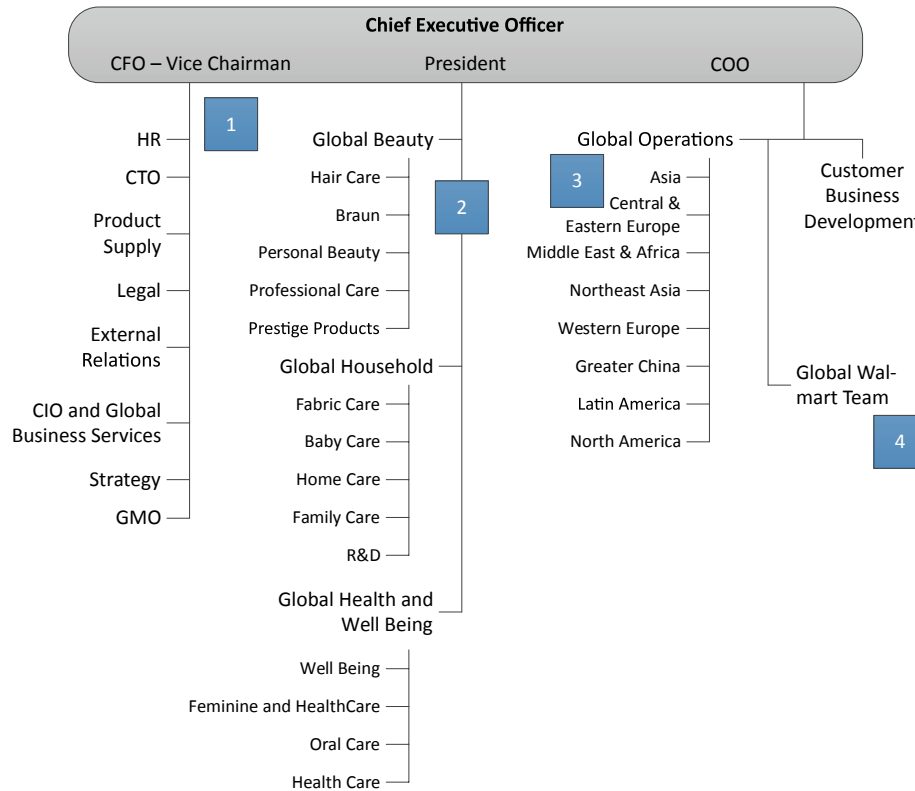 Chief Executive Officer
CFO – Vice Chairman
President
COO
1
HR
CTO
Product
Supply
Legal
External
Relations
CIO and Global
Business Services
Strategy
GMO
Global Beauty
2
Hair Care
Braun
Personal Beauty
Professional Care
Prestige Products
Global Household
Fabric Care
Baby Care
Home Care
Family Care
R&D
Global Health and
Well Being
Well Being
Feminine and HealthCare
Oral Care
Health Care
Global Operations
3
Asia
Central &
Eastern Europe
Middle East & Africa
Northeast Asia
Western Europe
Greater China
Latin America
North America
Customer
Business
Development
Global Wal-
mart Team
4